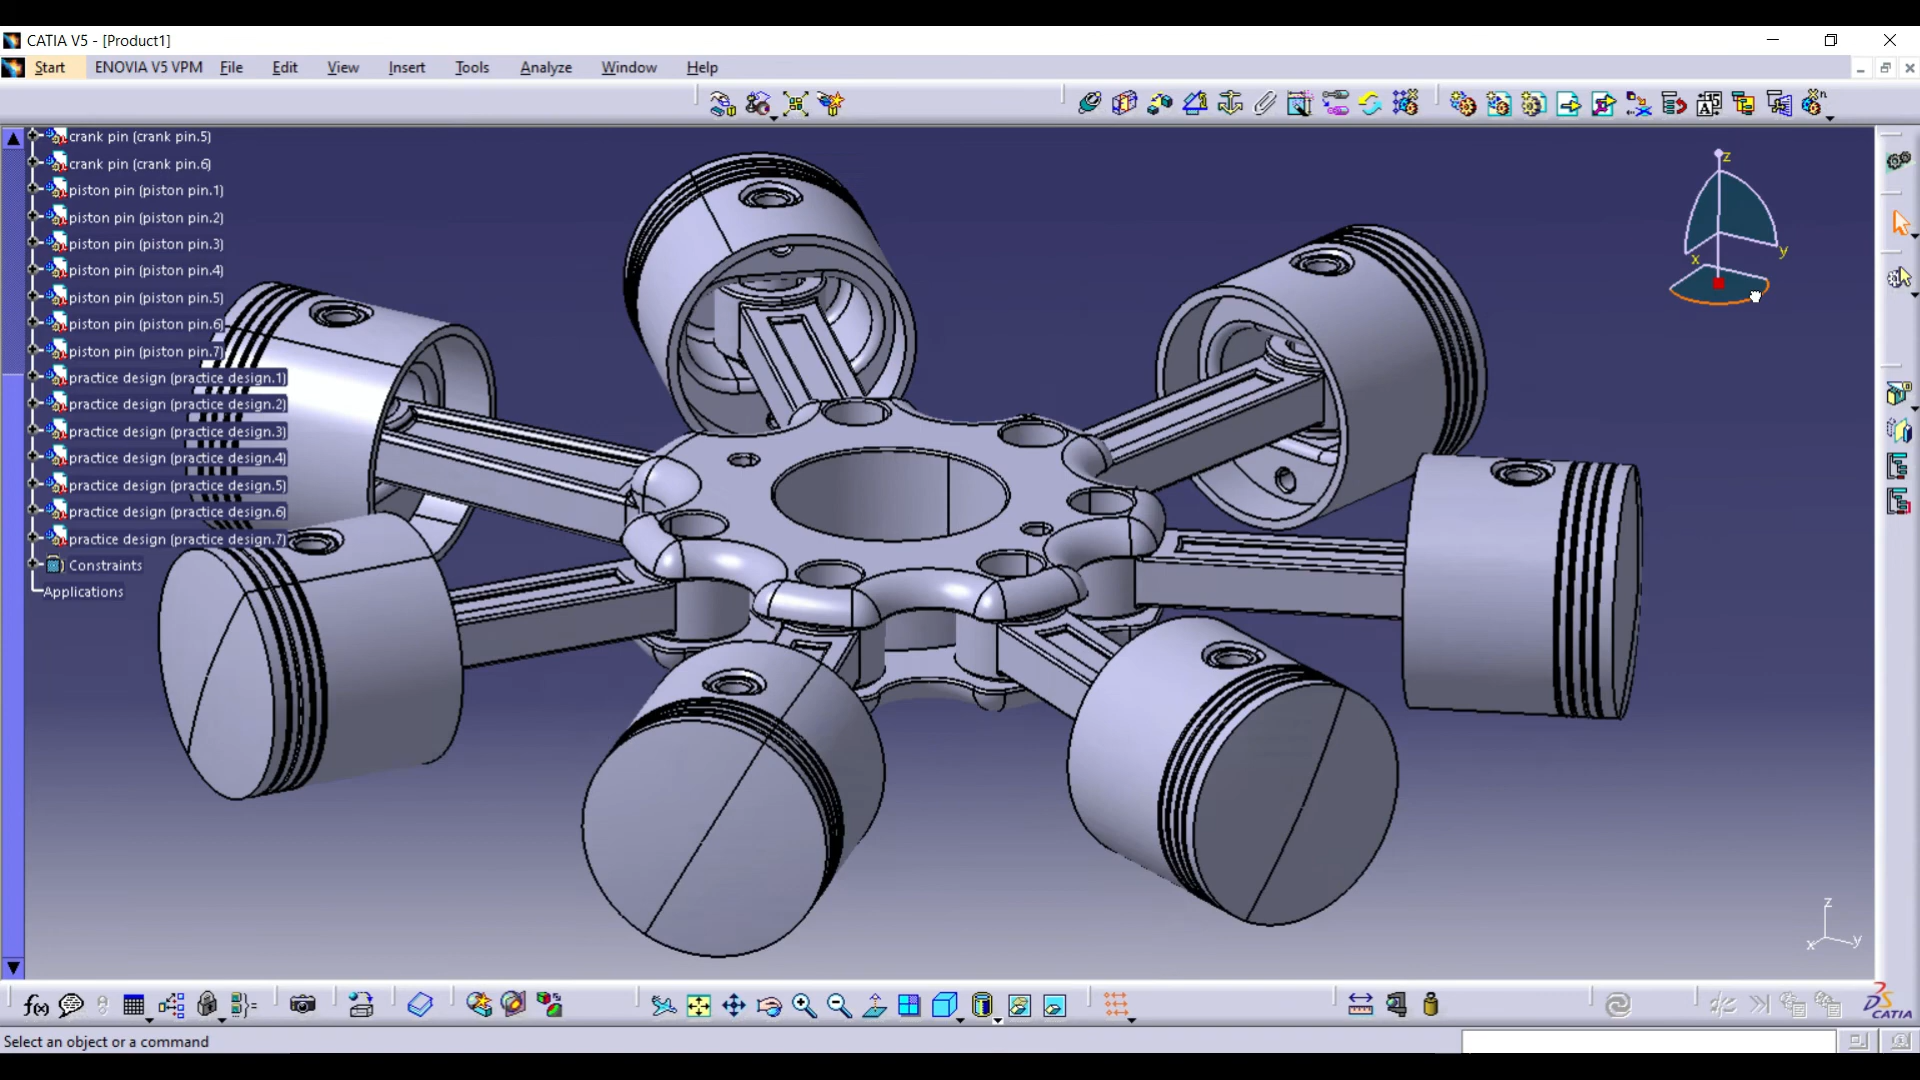 CATIA V5 - [Product1]
Start ENOVIA V5 VPM File Edit View Insert Tools Analyze Window Help
crank pin (crank pin.5)
crank pin (crank pin.6)
piston pin (piston pin.1)
piston pin (piston pin.2)
piston pin (piston pin.3)
piston pin (piston pin.4)
piston pin (piston pin.5)
piston pin (piston pin.6)
piston pin (piston pin.7)
practice design (practice design.1)
practice design (practice design.2)
practice design (practice design.3)
practice design (practice design.4)
practice design (practice design.5)
practice design (practice design.6)
practice design (practice design.7)
Constraints
Applications
z
x
y
z
x
y
f(x)
CATIA
Select an object or a command